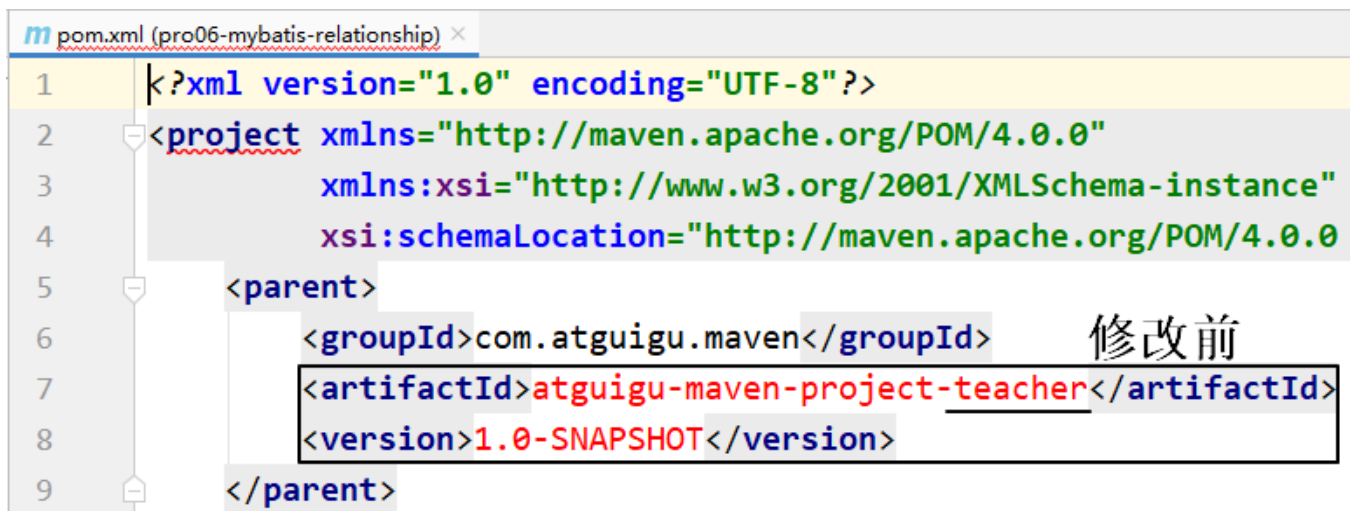 pom.xml (pro06-mybatis-relationship)
1 <?xml version="1.0" encoding="UTF-8"?>
2 <project xmlns="http://maven.apache.org/POM/4.0.0"
3 xmlns:xsi="http://www.w3.org/2001/XMLSchema-instance"
4 xsi:schemaLocation="http://maven.apache.org/POM/4.0.0
5 <parent>
6 <groupId>com.atguigu.maven</groupId> 修改前
7 <artifactId>atguigu-maven-project-teacher</artifactId>
8 <version>1.0-SNAPSHOT</version>
9 </parent>